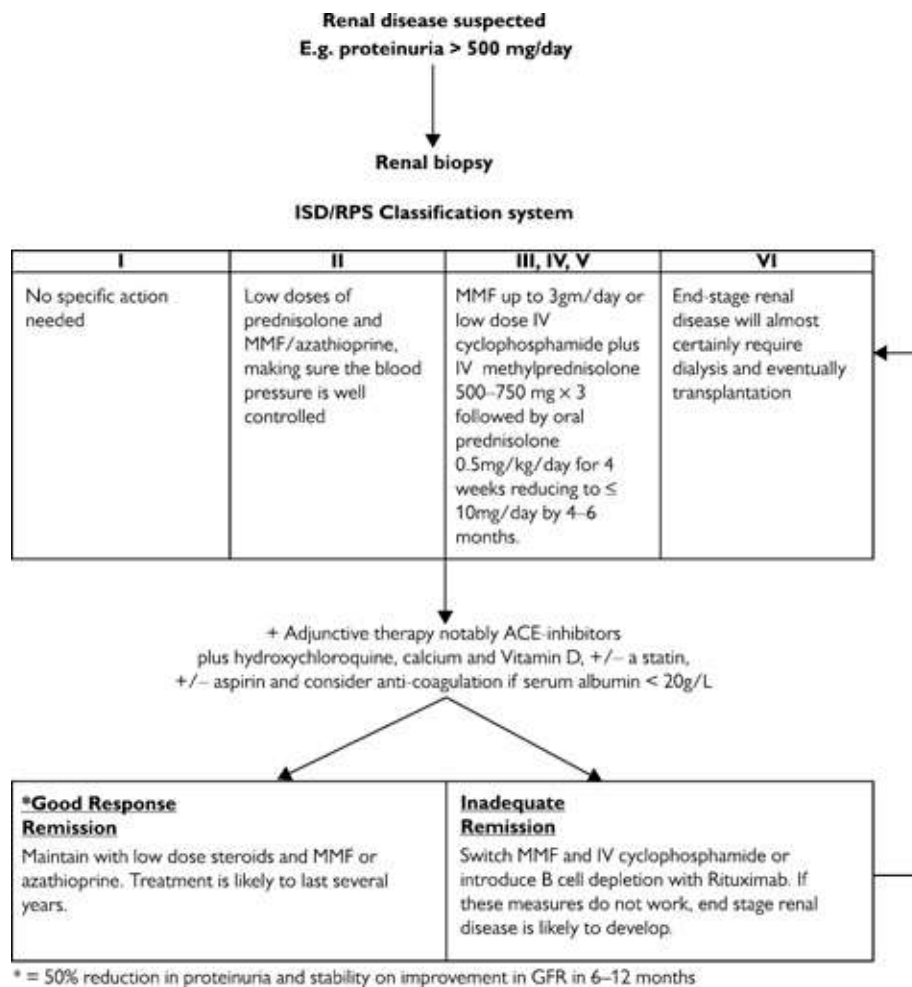 Renal disease suspected
E.g. proteinuria > 500 mg/day
Renal biopsy
ISD/RPS Classification system
I
No specific action
needed
II
Low doses of
prednisolone and
MMF/azathioprine,
making sure the blood
pressure is well
controlled
III, IV, V
MMF up to 3gm/day or
low dose IV
cyclophosphamide plus
IV methylprednisolone
500–750 mg × 3
followed by oral
prednisolone
0.5mg/kg/day for 4
weeks reducing to ≤
10mg/day by 4–6
months.
VI
End-stage renal
disease will almost
certainly require
dialysis and eventually
transplantation
+ Adjunctive therapy notably ACE-inhibitors
plus hydroxychloroquine, calcium and Vitamin D, +/– a statin,
+/– aspirin and consider anti-coagulation if serum albumin < 20g/L
*Good Response
Remission
Maintain with low dose steroids and MMF or
azathioprine. Treatment is likely to last several
years.
Inadequate
Remission
Switch MMF and IV cyclophosphamide or
introduce B cell depletion with Rituximab. If
these measures do not work, end stage renal
disease is likely to develop.
* = 50% reduction in proteinuria and stability on improvement in GFR in 6–12 months